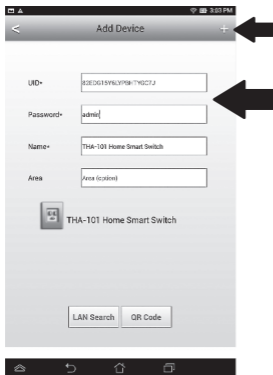 3:03 PM
< Add Device +
UID*
Password* admin
Name* THA-101 Home Smart Switch
Area Area (option)
THA-101 Home Smart Switch
LAN Search QR Code